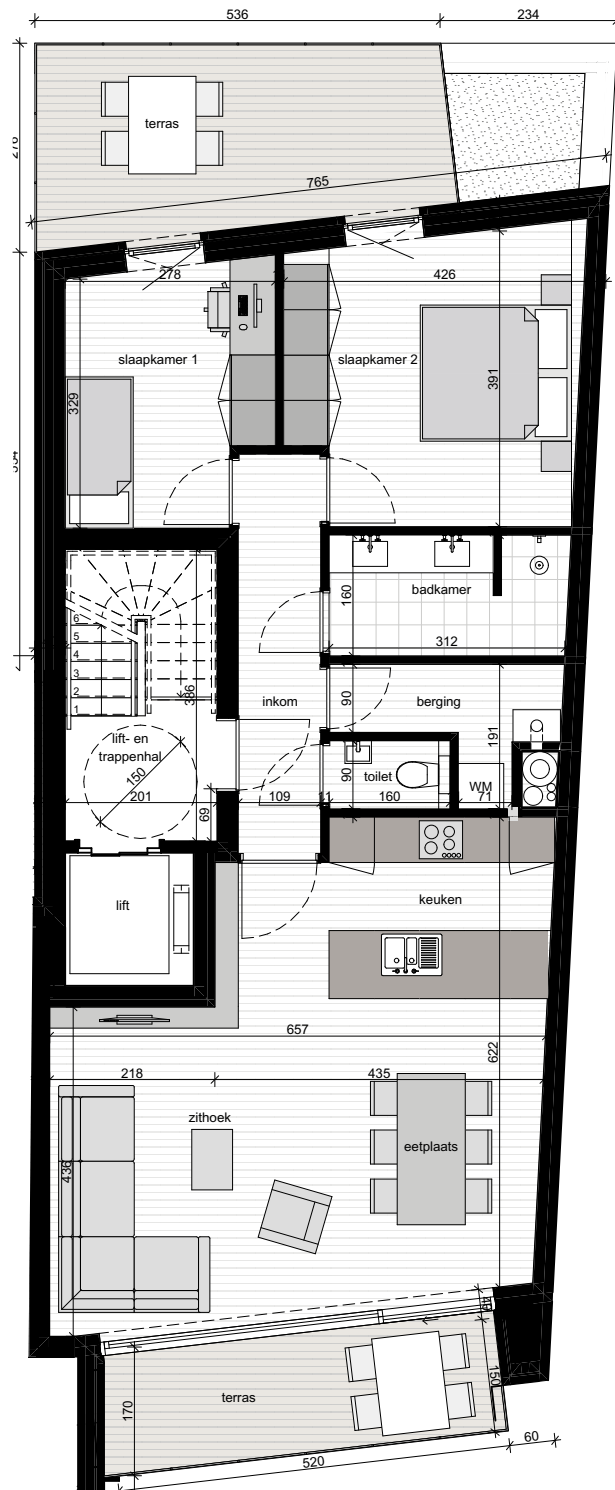 536
234
276
terras
765
278
426
slaapkamer 1
slaapkamer 2
391
329
badkamer
160
312
6
5
4
3
2
1
386
inkom
90
berging
lift- en
trappenhal
150
191
toilet
90
WM
201
69
109
11
160
71
lift
keuken
657
622
218
435
zithoek
eetplaats
436
terras
170
150
60
520